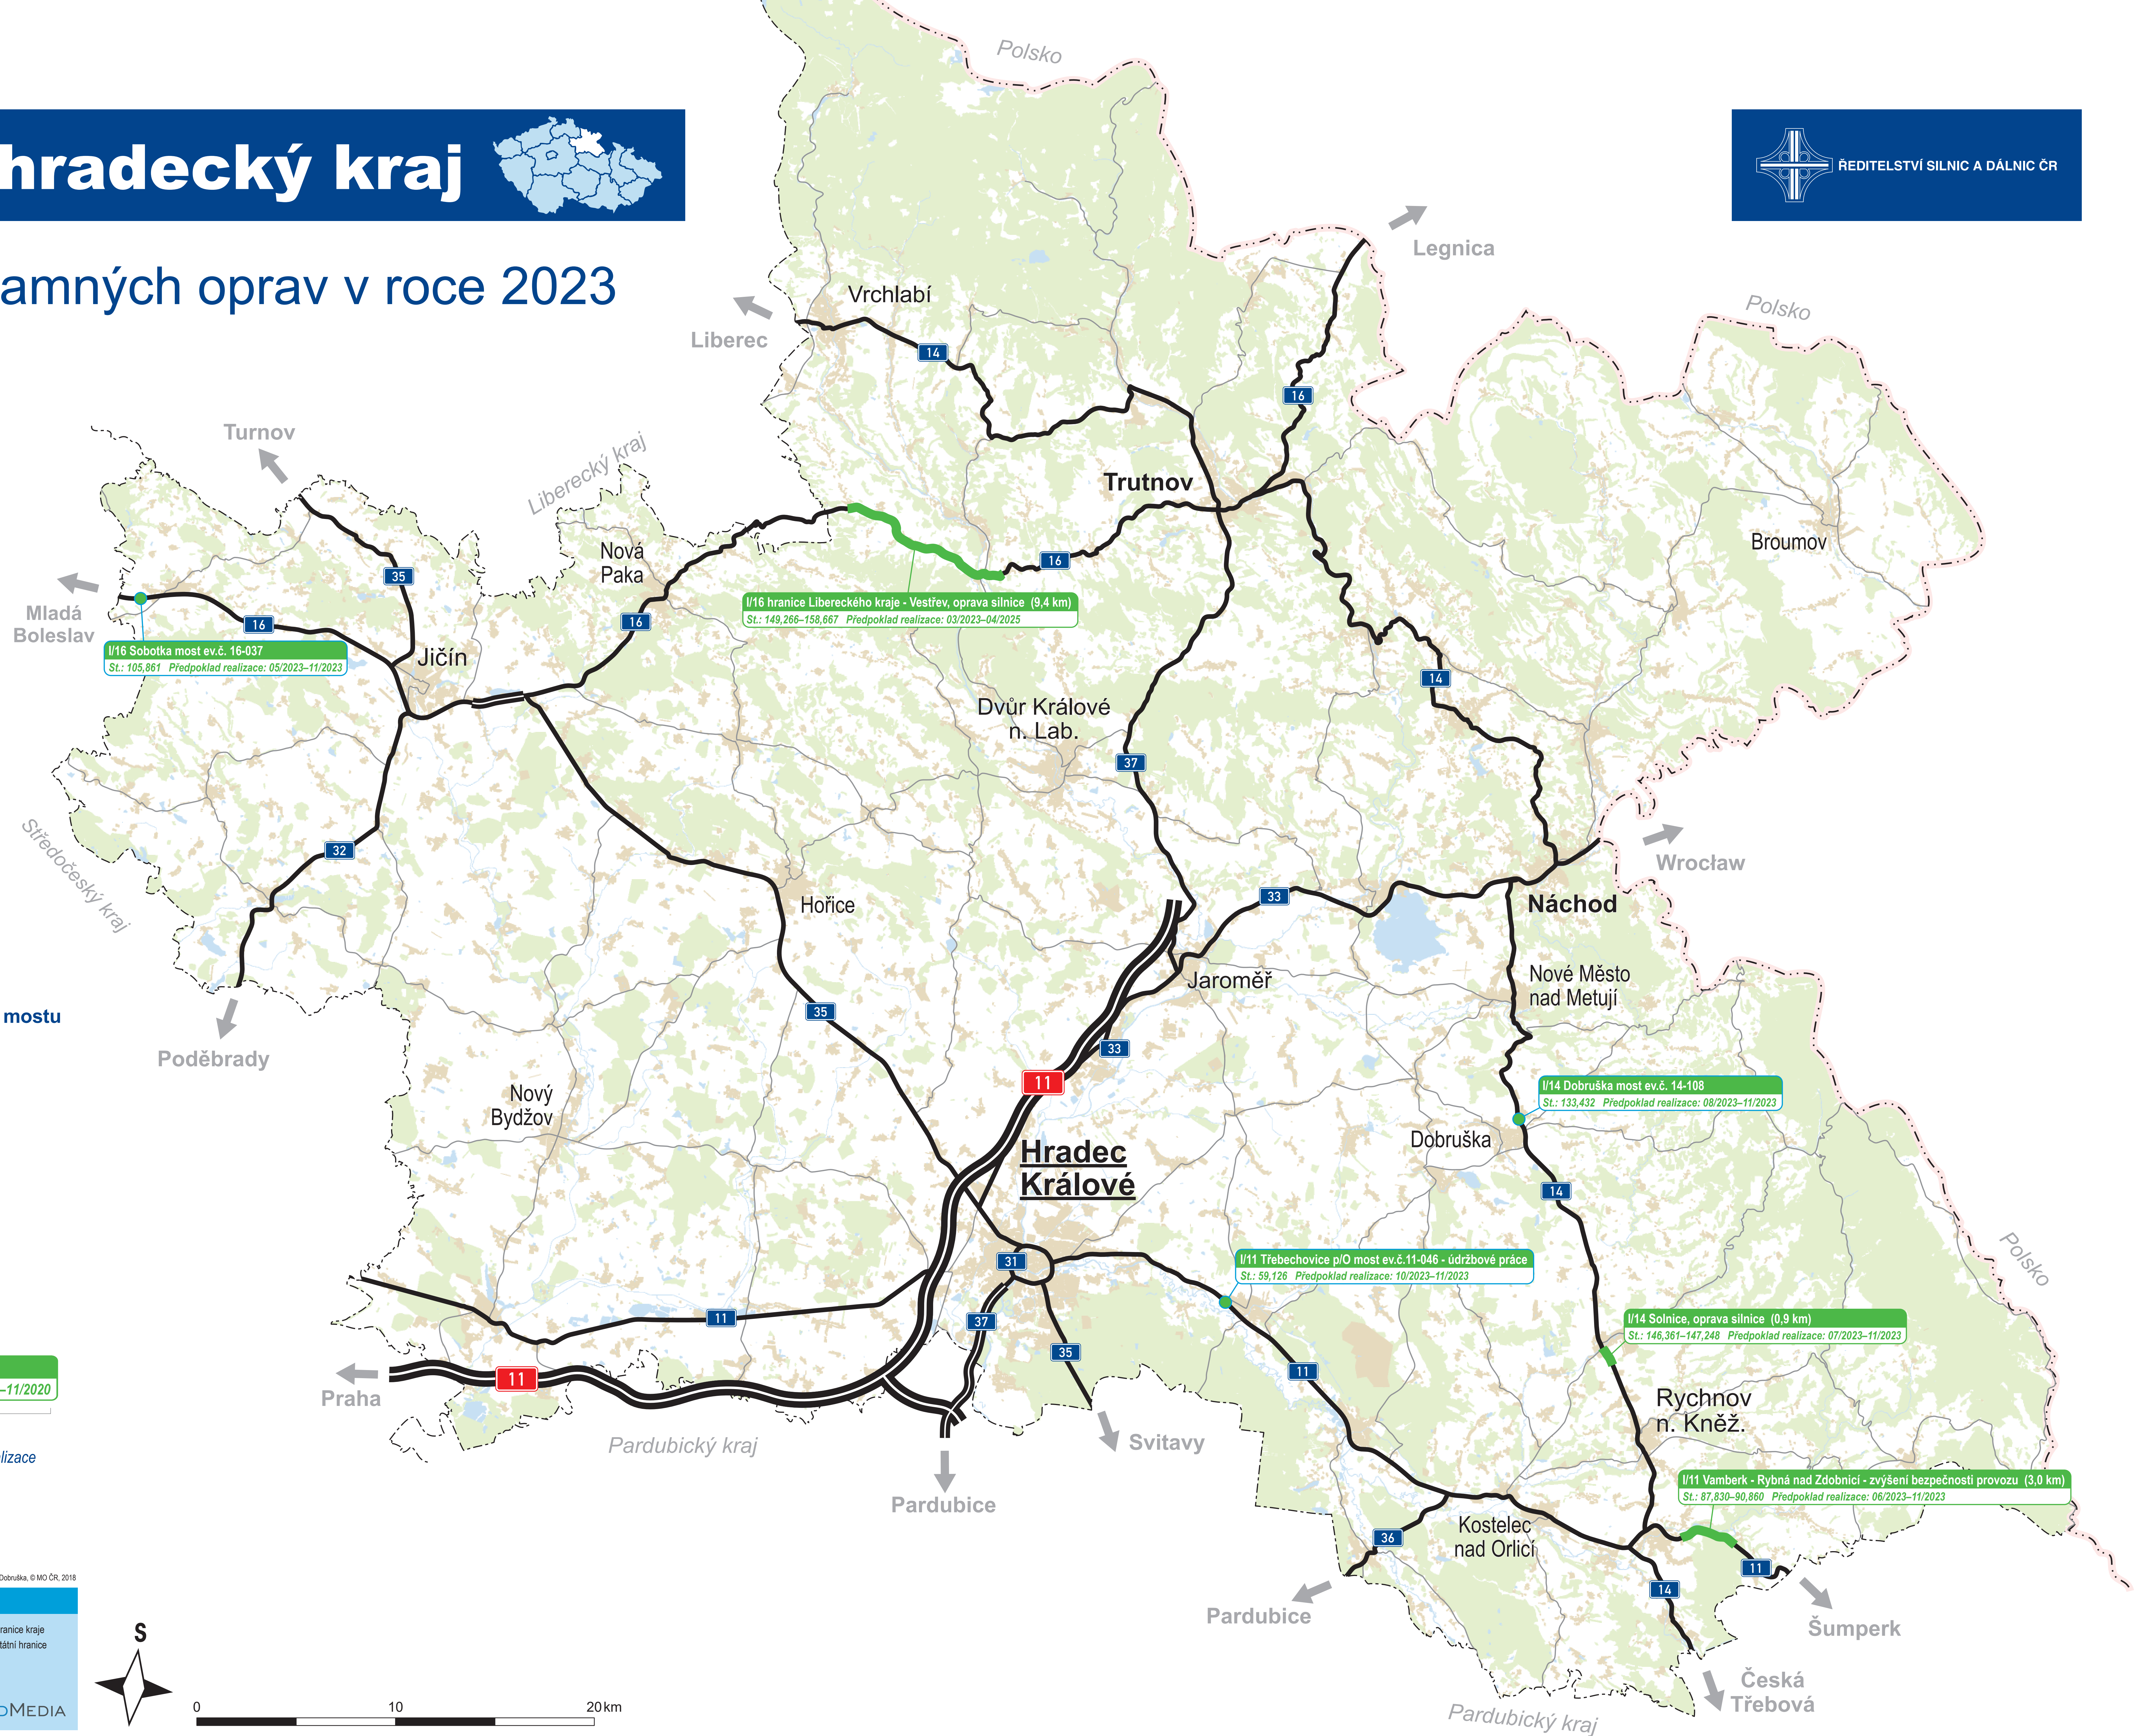 hradecký kraj
ŘEDITELSTVÍ SILNIC A DÁLNIC ČR
amných oprav v roce 2023
Polsko
Legnica
Polsko
Vrchlabí
Liberec
14
16
Turnov
Liberecký kraj
Trutnov
Broumov
Nová
Paka
35
16
Mladá
Boleslav
16
16
I/16 hranice Libereckého kraje - Vestřev, oprava silnice (9,4 km)
St.: 149,266–158,667 Předpoklad realizace: 03/2023–04/2025
I/16 Sobotka most ev.č. 16-037
St.: 105,861 Předpoklad realizace: 05/2023–11/2023
Jičín
14
Dvůr Králové
n. Lab.
37
32
Středočeský kraj
Wrocław
Hořice
33
Náchod
Jaroměř
Nové Město
nad Metují
35
mostu
Poděbrady
33
11
Nový
Bydžov
I/14 Dobruška most ev.č. 14-108
St.: 133,432 Předpoklad realizace: 08/2023–11/2023
Dobruška
Hradec
Králové
14
Polsko
I/11 Třebechovice p/O most ev.č.11-046 - údržbové práce
St.: 59,126 Předpoklad realizace: 10/2023–11/2023
31
11
37
35
I/14 Solnice, oprava silnice (0,9 km)
St.: 146,361–147,248 Předpoklad realizace: 07/2023–11/2023
11
Praha
11
–11/2020
Rychnov
n. Kněž.
Pardubický kraj
Svitavy
lizace
Pardubice
I/11 Vamberk - Rybná nad Zdobnicí - zvýšení bezpečnosti provozu (3,0 km)
St.: 87,830–90,860 Předpoklad realizace: 06/2023–11/2023
Kostelec
nad Orlicí
36
11
14
Dobruška, © MO ČR, 2018
Pardubice
Šumperk
ranice kraje
tátní hranice
S
Česká
Třebová
OMEDIA
0 10 20 km
Pardubický kraj